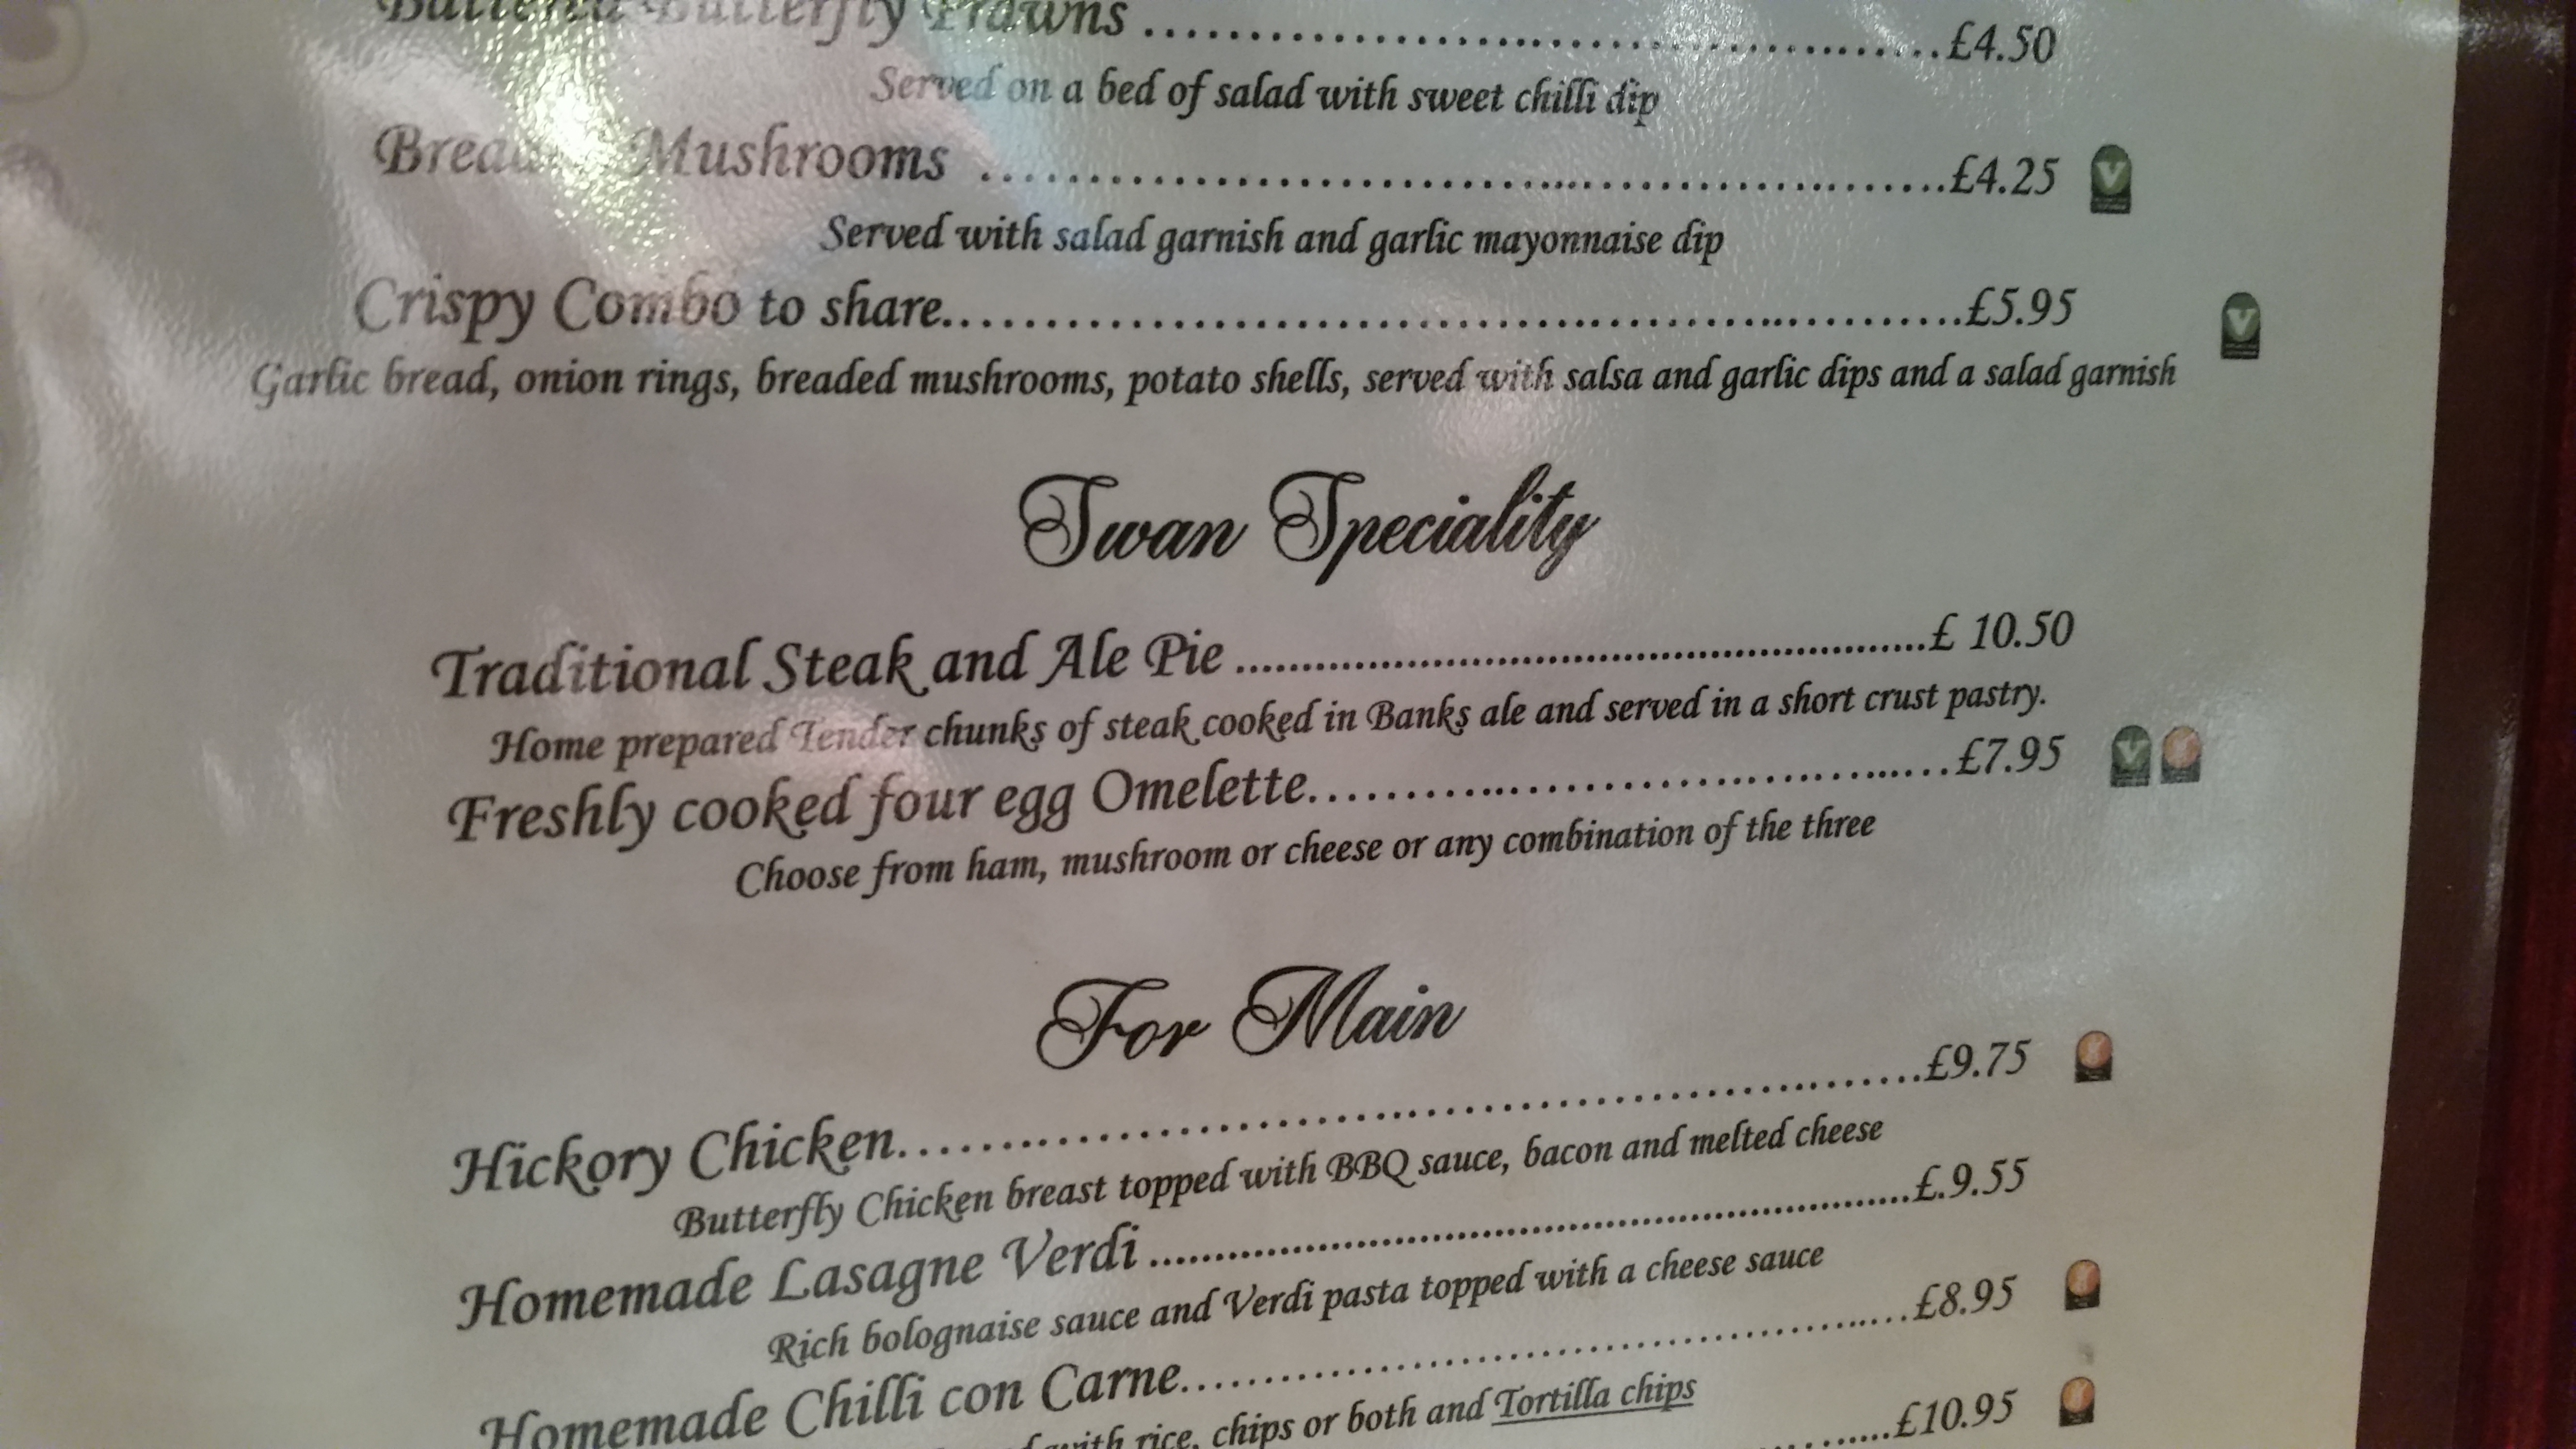 Battered Butterfly Prawns ................................................£4.50
Served on a bed of salad with sweet chilli dip
Breaded Mushrooms ................................................£4.25
Served with salad garnish and garlic mayonnaise dip
Crispy Combo to share................................................£5.95
Garlic bread, onion rings, breaded mushrooms, potato shells, served with salsa and garlic dips and a salad garnish
Swan Speciality
Traditional Steak and Ale Pie ................................................£ 10.50
Home prepared Tender chunks of steak cooked in Banks ale and served in a short crust pastry.
Freshly cooked four egg Omelette................................................£7.95
Choose from ham, mushroom or cheese or any combination of the three
For Main
Hickory Chicken................................................£9.75
Butterfly Chicken breast topped with BBQ sauce, bacon and melted cheese
Homemade Lasagne Verdi ................................................£.9.55
Rich bolognaise sauce and Verdi pasta topped with a cheese sauce
Homemade Chilli con Carne................................................£8.95
with rice, chips or both and Tortilla chips
........£10.95